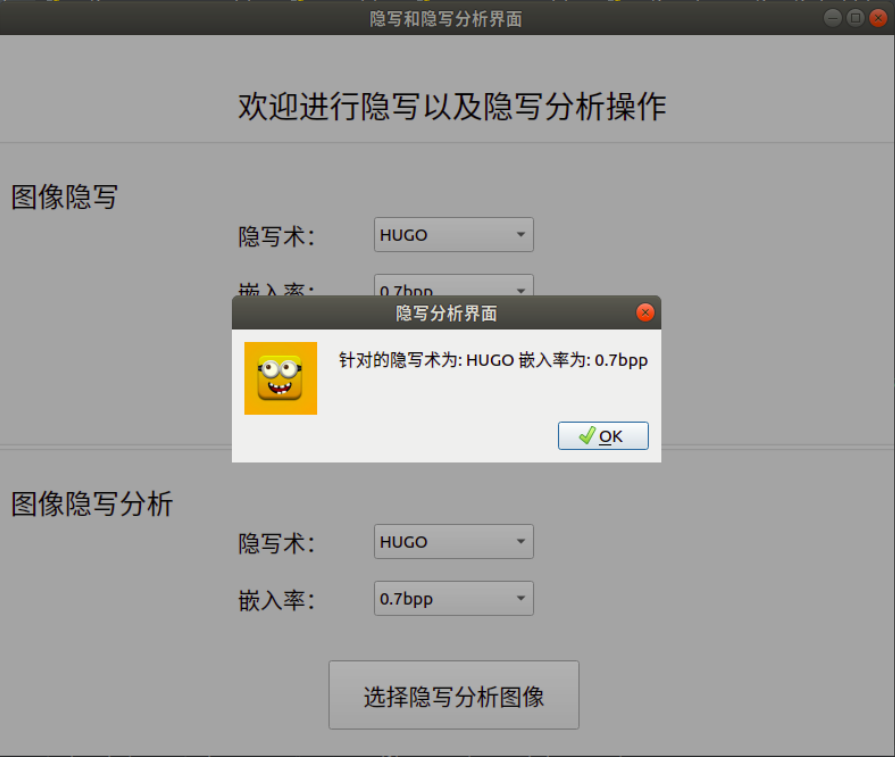 隐写和隐写分析界面
欢迎进行隐写以及隐写分析操作
图像隐写
隐写术： HUGO
嵌入率： 0.7bpp
隐写分析界面
针对的隐写术为: HUGO 嵌入率为: 0.7bpp
OK
图像隐写分析
隐写术： HUGO
嵌入率： 0.7bpp
选择隐写分析图像